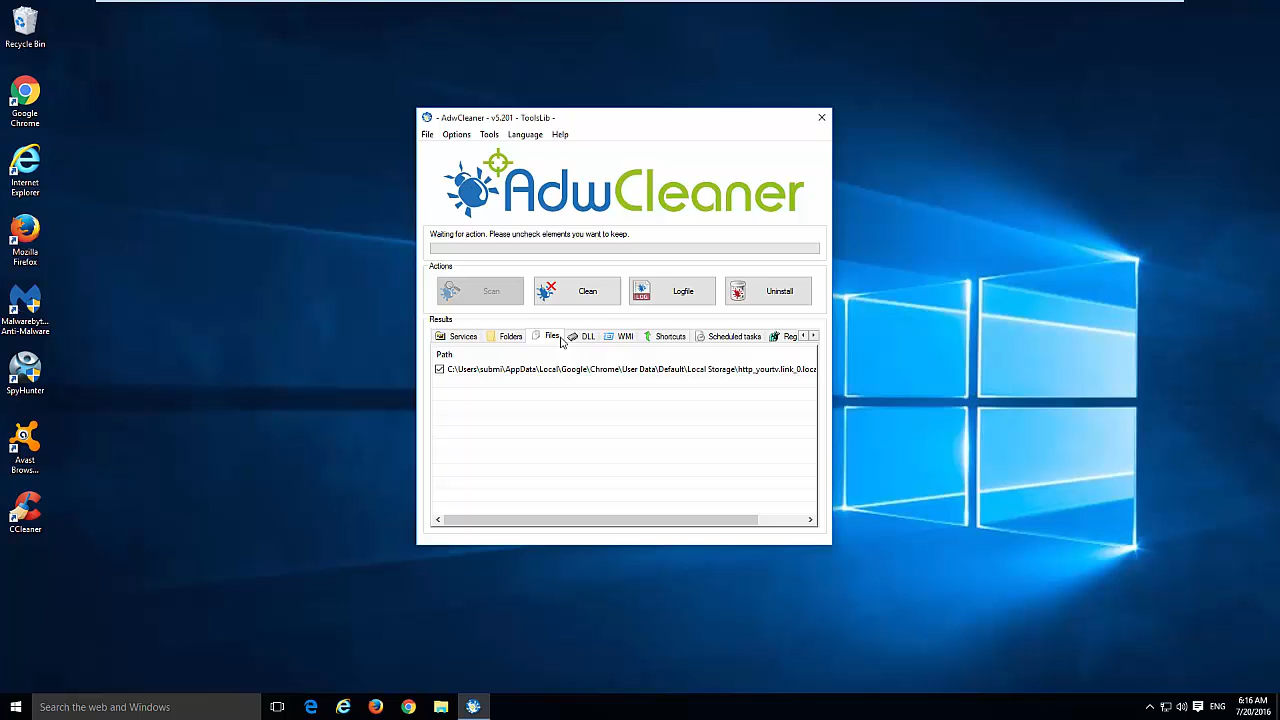 Recycle Bin
Google
Chrome
Internet
Explorer
Mozilla
Firefox
Malwarebyt...
Anti-Malware
SpyHunter
Avast
Brows...
CCleaner
- AdwCleaner - v5.201 - ToolsLib -
File Options Tools Language Help
AdwCleaner
Waiting for action. Please uncheck elements you want to keep.
Actions
Scan Clean LOG Logfile Uninstall
Results
Services Folders Files DLL WMI Shortcuts Scheduled tasks Reg
Path
C:\Users\submi\AppData\Local\Google\Chrome\User Data\Default\Local Storage\http_yourtv.link_0.loca
Search the web and Windows
ENG
6:16 AM
7/20/2016